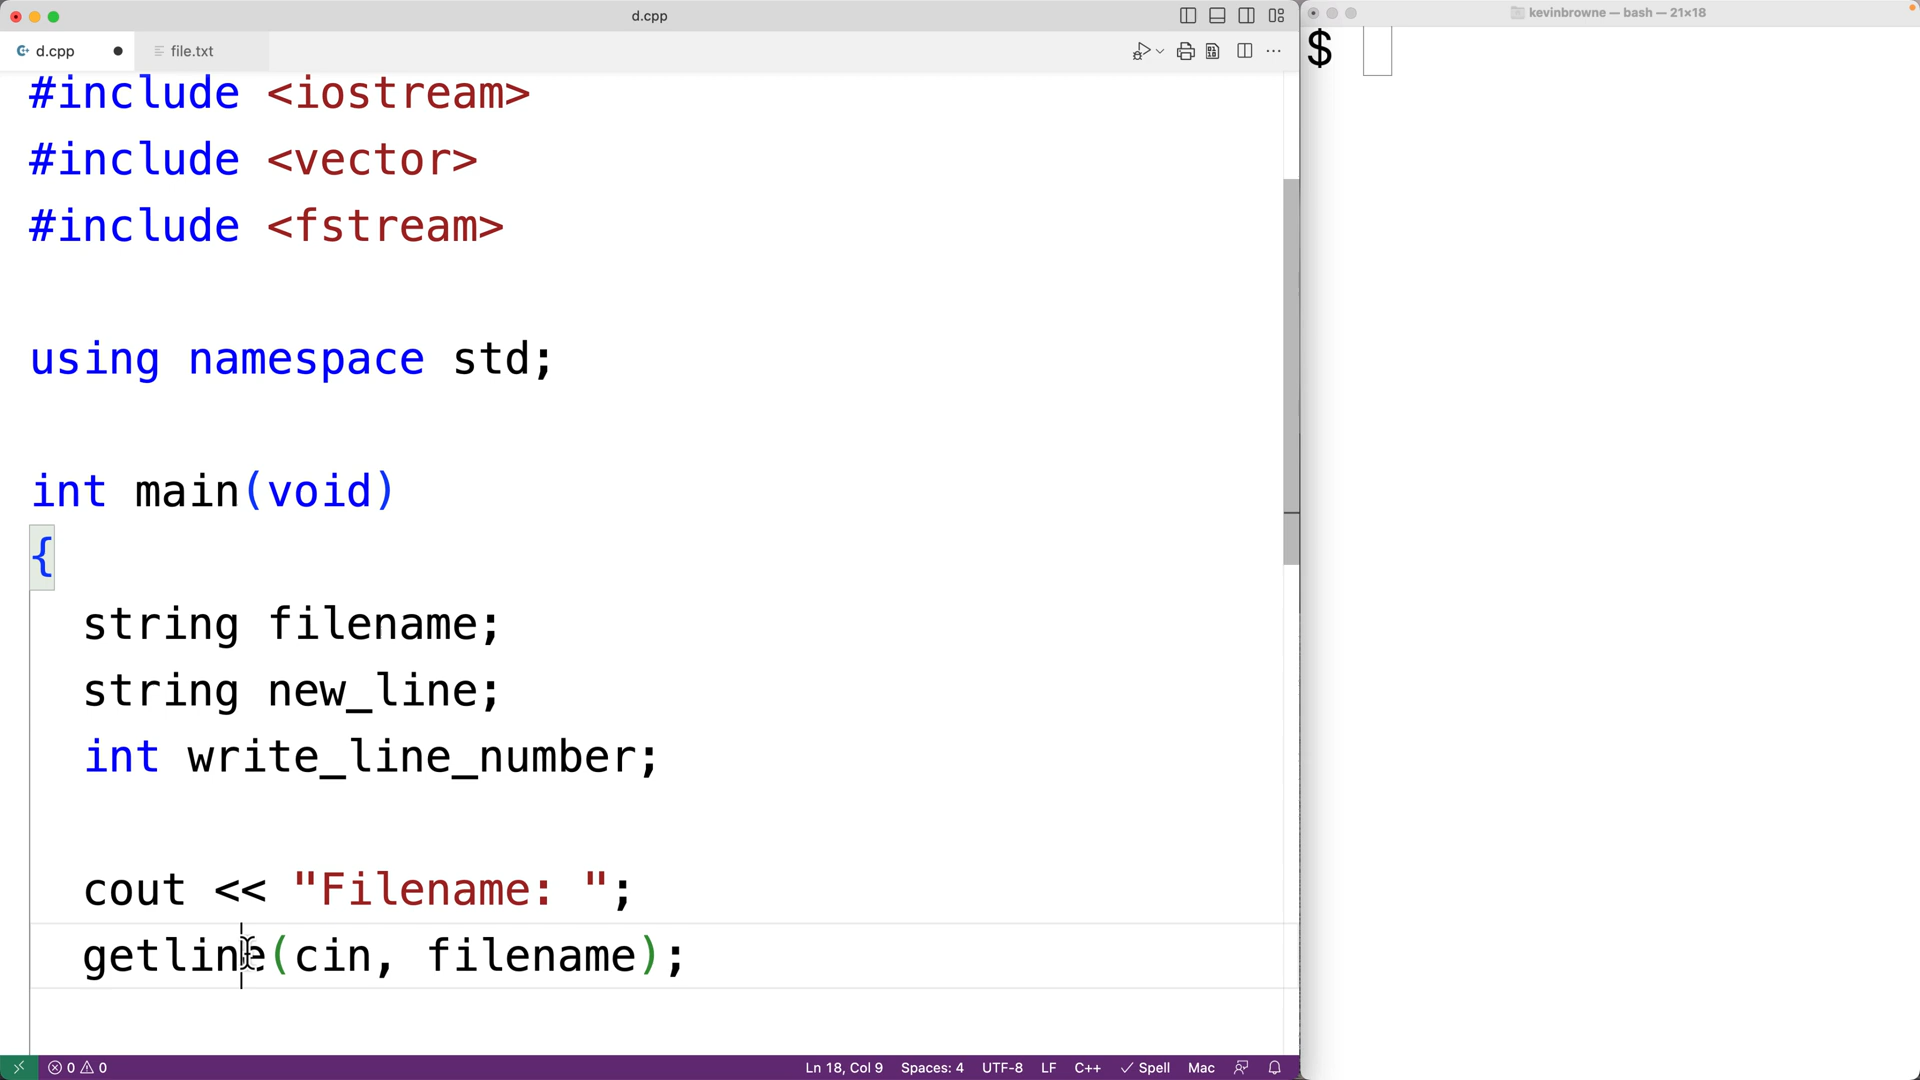 d.cpp
kevinbrowne — bash — 21×18
d.cpp
file.txt
$
#include <iostream>
#include <vector>
#include <fstream>
using namespace std;
int main(void)
{
string filename;
string new_line;
int write_line_number;
cout << "Filename: ";
getline(cin, filename);
0 0
Ln 18, Col 9
Spaces: 4
UTF-8
LF
C++
Spell
Mac